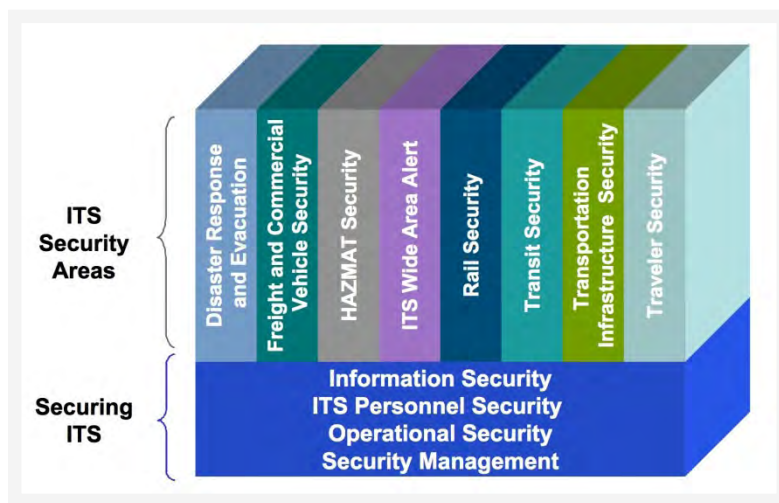 ITS
Security
Areas
Disaster Response
and Evacuation
Freight and Commercial
Vehicle Security
HAZMAT Security
ITS Wide Area Alert
Rail Security
Transit Security
Transportation
Infrastructure Security
Traveler Security
Securing
ITS
Information Security
ITS Personnel Security
Operational Security
Security Management